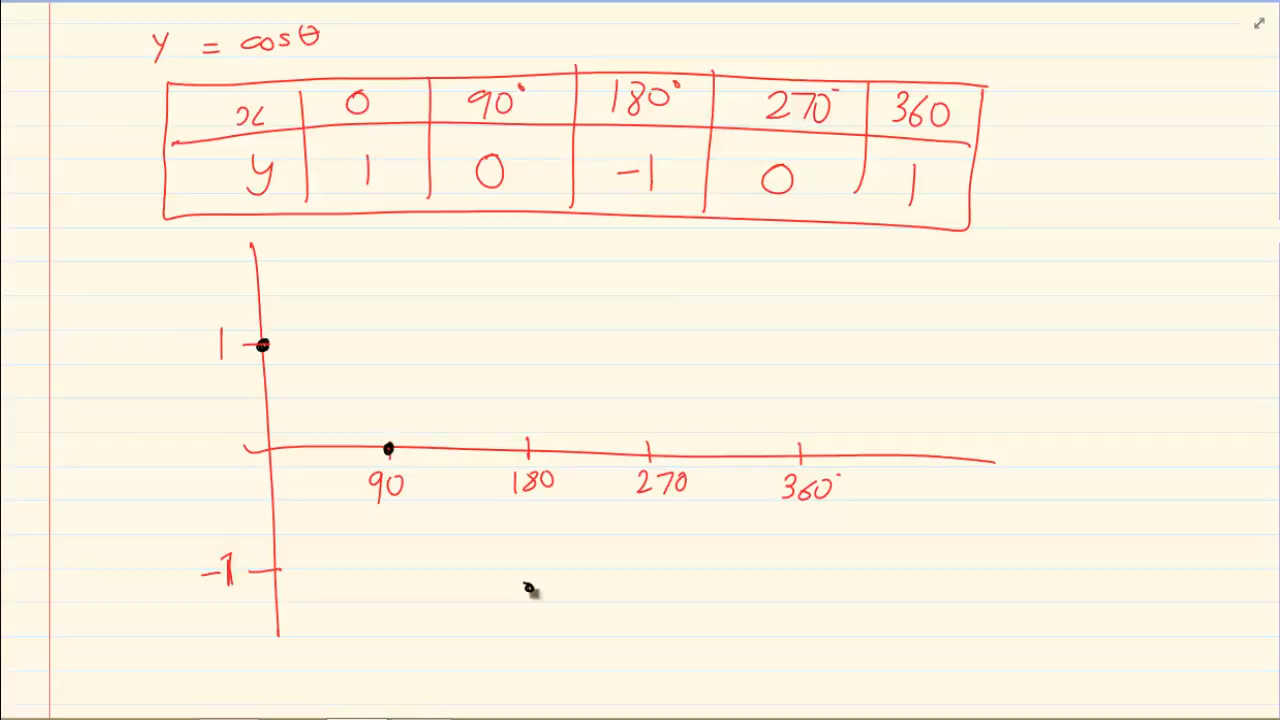 y = cosθ
x 0 90° 180° 270° 360
y 1 0 -1 0 1
1
90 180 270 360°
-1